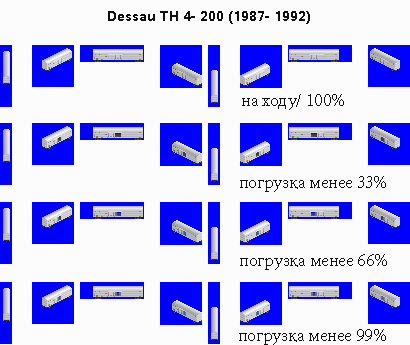 Dessau TH 4- 200 (1987- 1992)
на ходу/ 100%
погрузка менее 33%
погрузка менее 66%
погрузка менее 99%